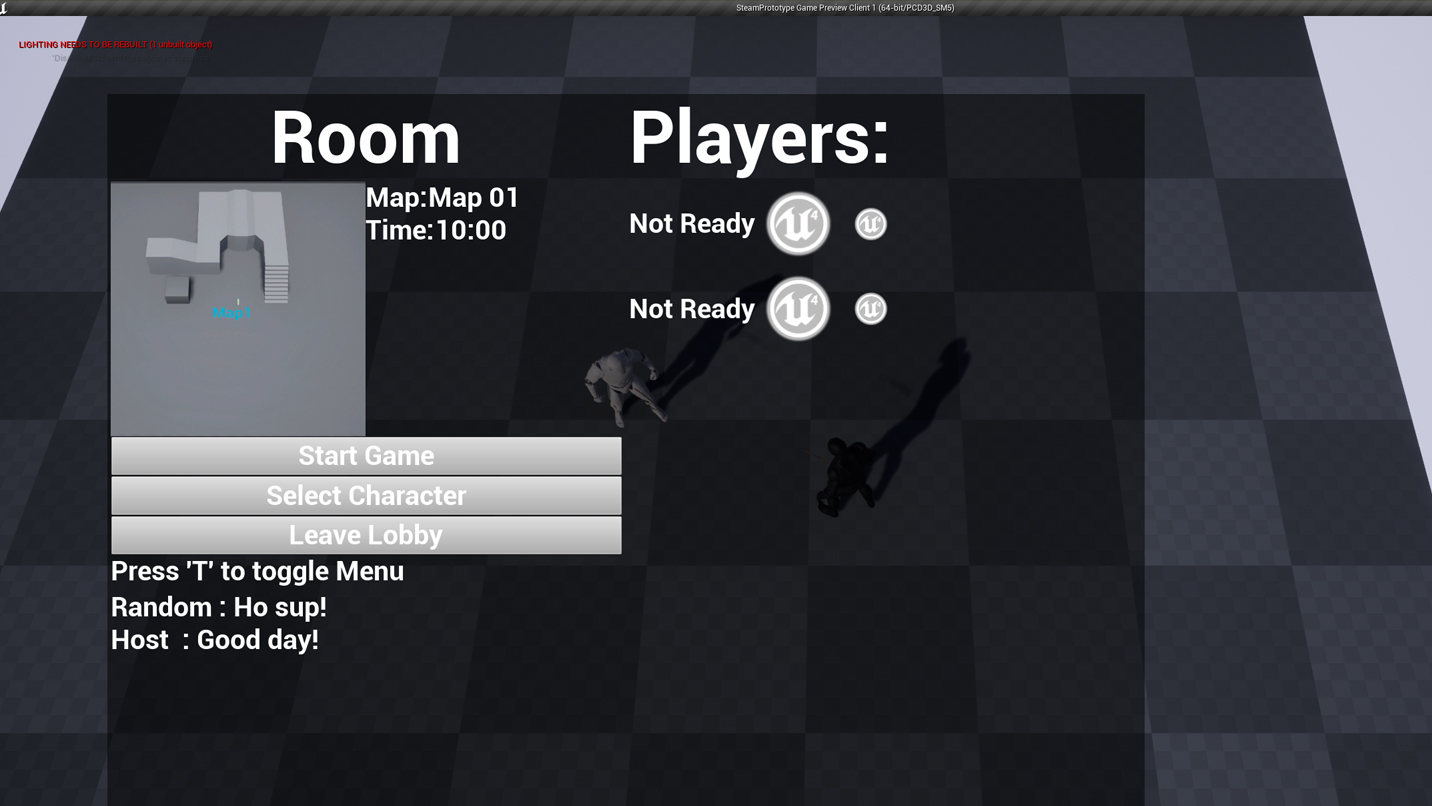 SteamPrototype Game Preview Client 1 (64-bit/PCD3D_SM5)
LIGHTING NEEDS TO BE REBUILT (1 unbuilt object)
Room
Map1
Map:Map 01
Time:10:00
Start Game
Select Character
Leave Lobby
Press 'T' to toggle Menu
Random : Ho sup!
Host : Good day!
Players:
Not Ready
Not Ready